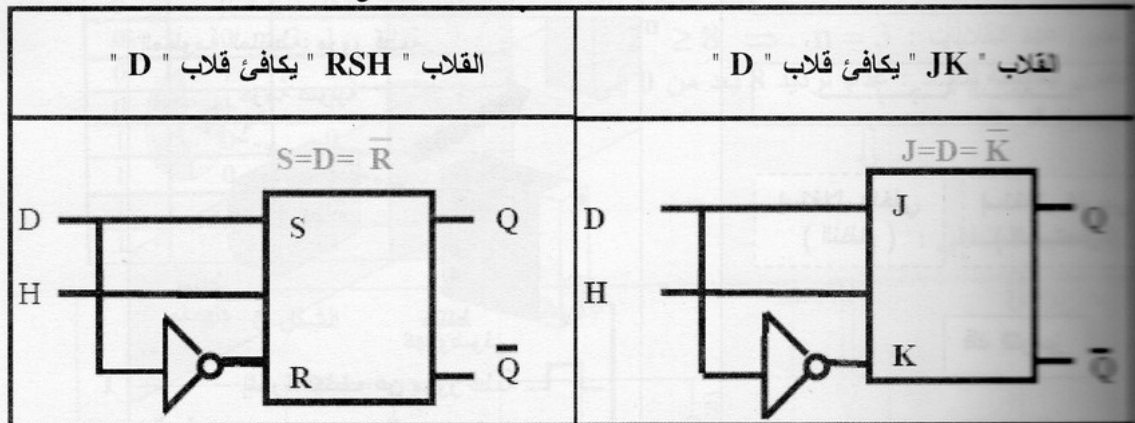 القلاب " RSH " يكافئ قلاب " D "
القلاب " JK " يكافئ قلاب " D "
S=D= R̅
D
S
Q
H
R
Q̅
J=D= K̅
D
J
Q
H
K
Q̅